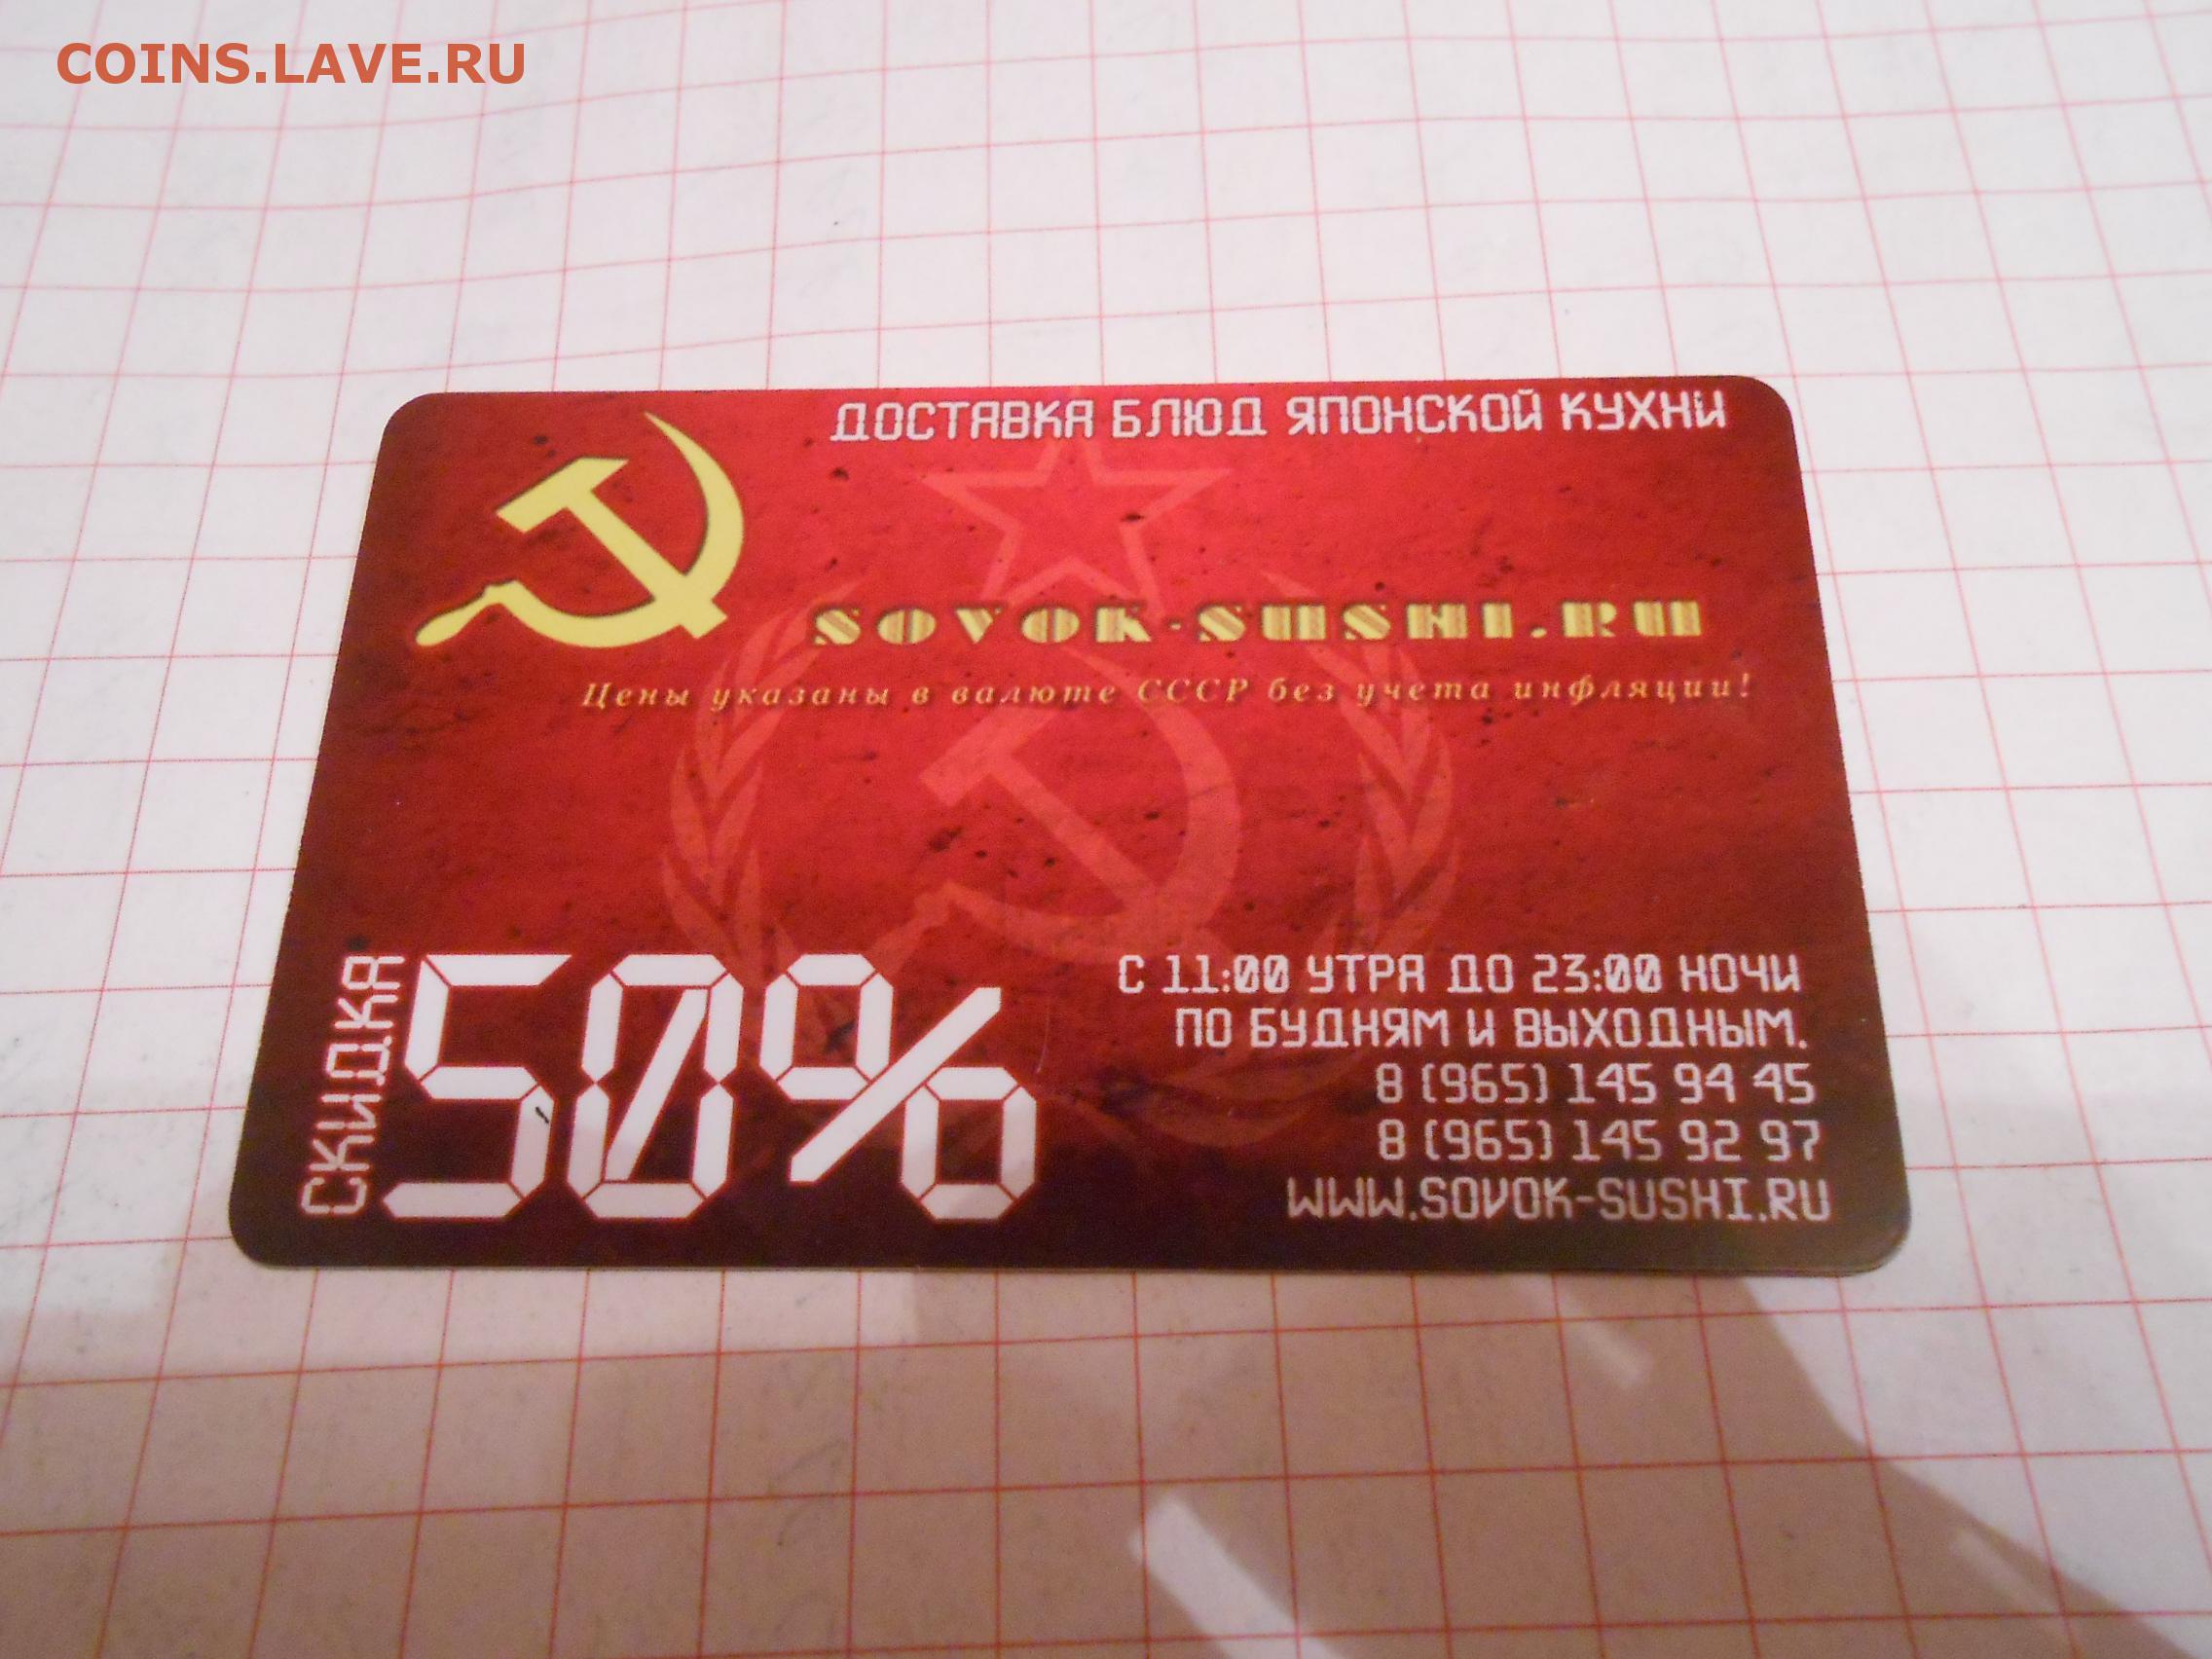 COINS.LAVE.RU
ДОСТАВКА БЛЮД ЯПОНСКОЙ КУХНИ
SOVOK-SUSHI.RU
Цены указаны в валюте СССР без учета инфляции!
СКИДКА
50%
С 11:00 УТРА ДО 23:00 НОЧИ
ПО БУДНЯМ И ВЫХОДНЫМ.
8 (965) 145 94 45
8 (965) 145 92 97
WWW.SOVOK-SUSHI.RU